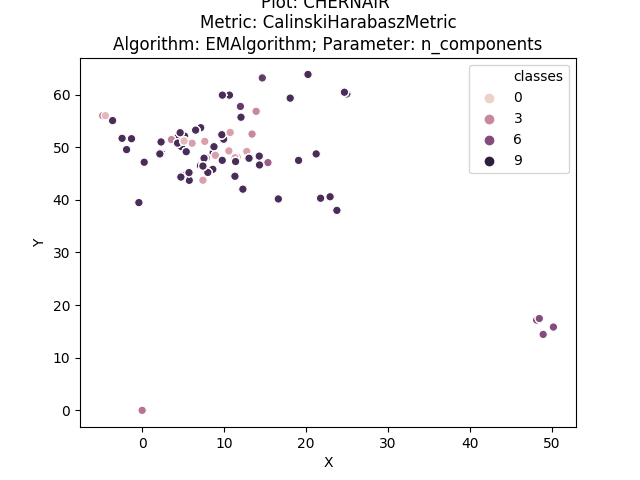 Plot: CHERNAIR
Metric: CalinskiHarabaszMetric
Algorithm: EMAlgorithm; Parameter: n_components
classes
0
3
6
9
60
50
40
30
20
10
0
Y
0
10
20
30
40
50
X